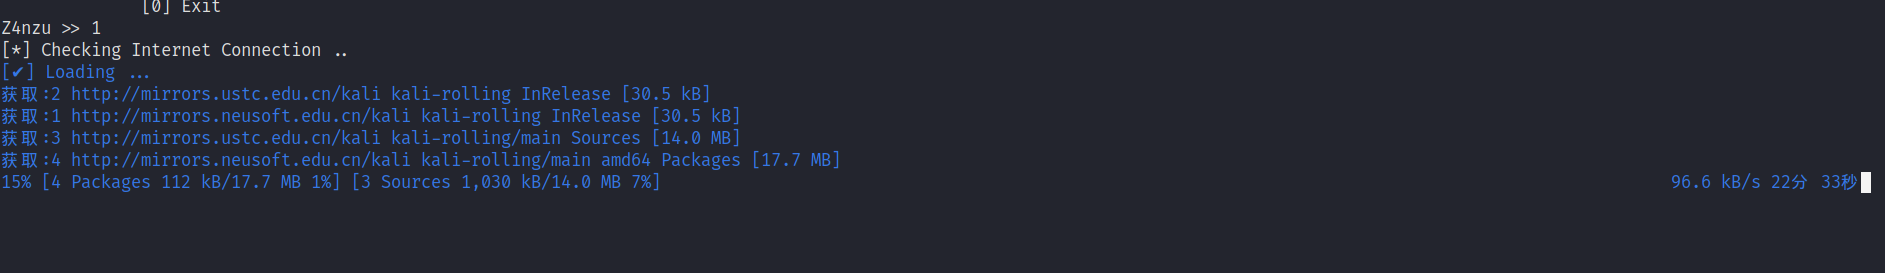 [0] Exit
Z4nzu >> 1
[*] Checking Internet Connection ..
[✔] Loading ...
获取:2 http://mirrors.ustc.edu.cn/kali kali-rolling InRelease [30.5 kB]
获取:1 http://mirrors.neusoft.edu.cn/kali kali-rolling InRelease [30.5 kB]
获取:3 http://mirrors.ustc.edu.cn/kali kali-rolling/main Sources [14.0 MB]
获取:4 http://mirrors.neusoft.edu.cn/kali kali-rolling/main amd64 Packages [17.7 MB]
15% [4 Packages 112 kB/17.7 MB 1%] [3 Sources 1,030 kB/14.0 MB 7%] 96.6 kB/s 22分 33秒